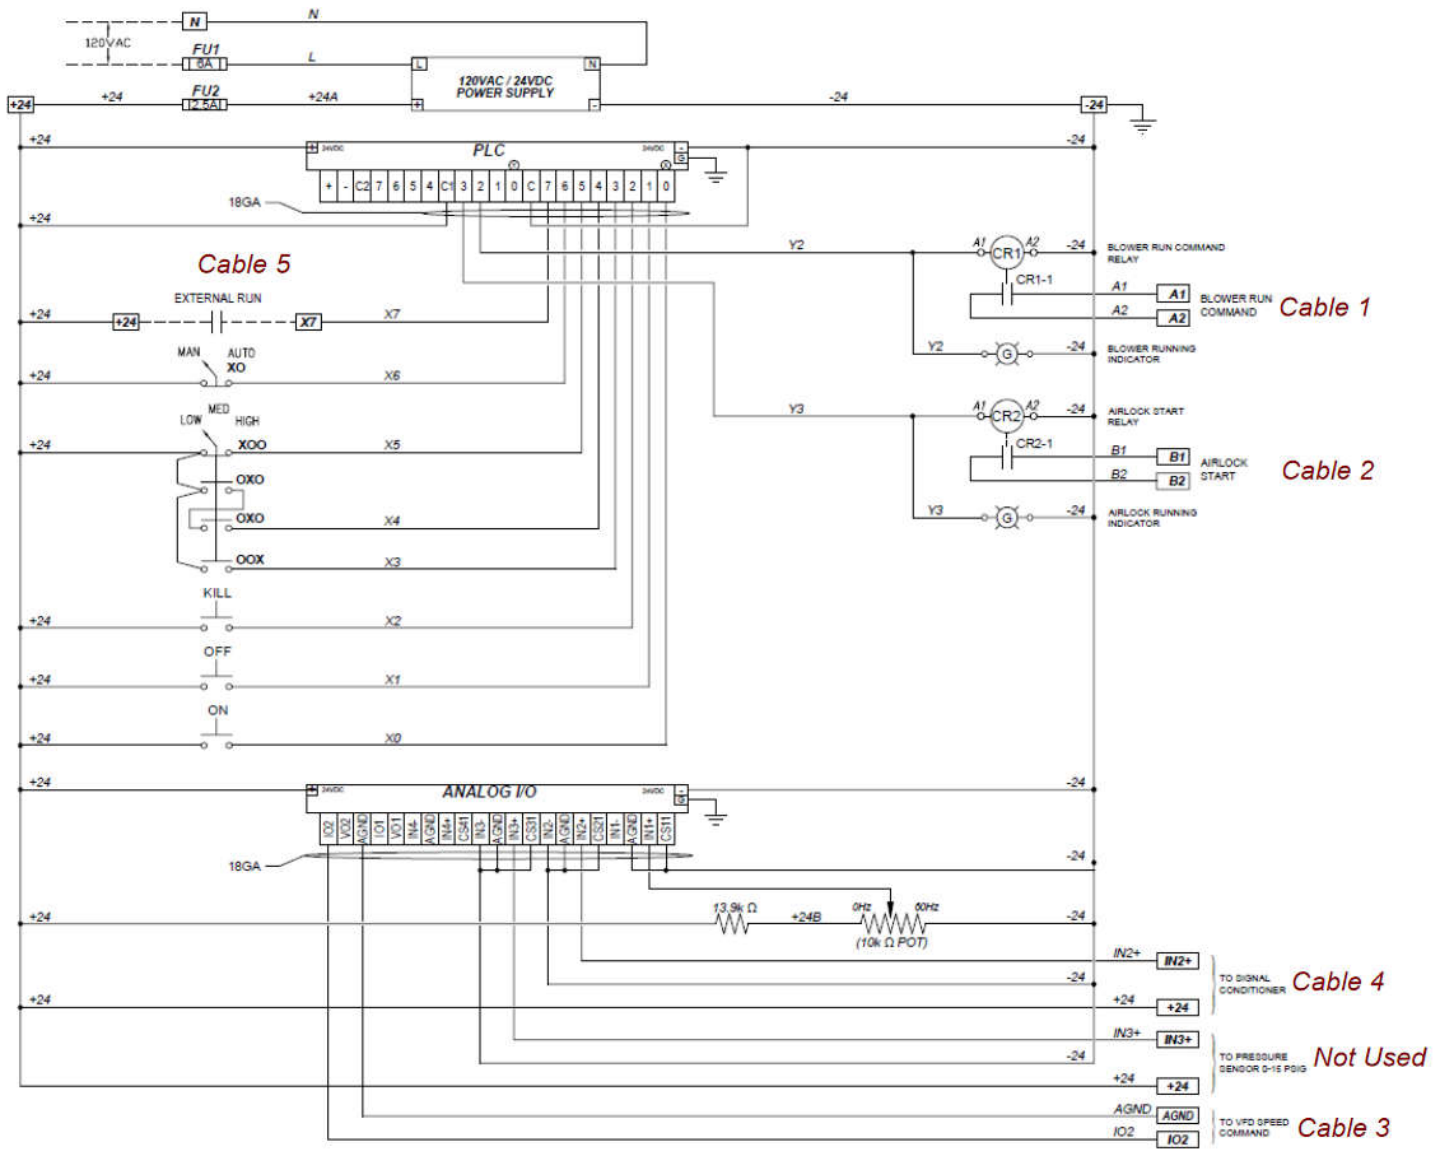 N N
120VAC
FU1
6A L L N
120VAC / 24VDC
POWER SUPPLY
FU2
+24 +24 2.5A +24A + - -24 -24
+24 + 24VDC PLC 24VDC - -24
G
Y X
+ - C2 7 6 5 4 C1 3 2 1 0 C 7 6 5 4 3 2 1 0
18GA
+24
Y2 A1 CR1 A2 -24 BLOWER RUN COMMAND
RELAY
Cable 5
CR1-1
A1 A1 BLOWER RUN
COMMAND Cable 1
A2 A2
EXTERNAL RUN
+24 +24 X7 X7
Y2 G -24 BLOWER RUNNING
INDICATOR
MAN AUTO
XO
+24 X6
Y3 A1 CR2 A2 -24 AIRLOCK START
RELAY
LOW MED HIGH
+24 XOO X5
CR2-1
B1 B1 AIRLOCK
START Cable 2
B2 B2
OXO
OXO X4
Y3 G -24 AIRLOCK RUNNING
INDICATOR
OOX X3
KILL
+24 X2
OFF
+24 X1
ON
+24 X0
+24 + 24VDC ANALOG I/O 24VDC - -24
G
IO2 VO2 AGND IO1 VO1 IN4- AGND IN4+ CS41 IN3- AGND IN3+ CS31 IN2- AGND IN2+ CS21 IN1- AGND IN1+ CS11
18GA -24
+24 13.9k Ω +24B 0Hz 60Hz -24
(10k Ω POT)
IN2+ IN2+
-24 TO SIGNAL
CONDITIONER Cable 4
+24 +24 +24
IN3+ IN3+
-24 TO PRESSURE
SENSOR 0-15 PSIG Not Used
+24 +24
AGND AGND TO VFD SPEED
COMMAND Cable 3
IO2 IO2